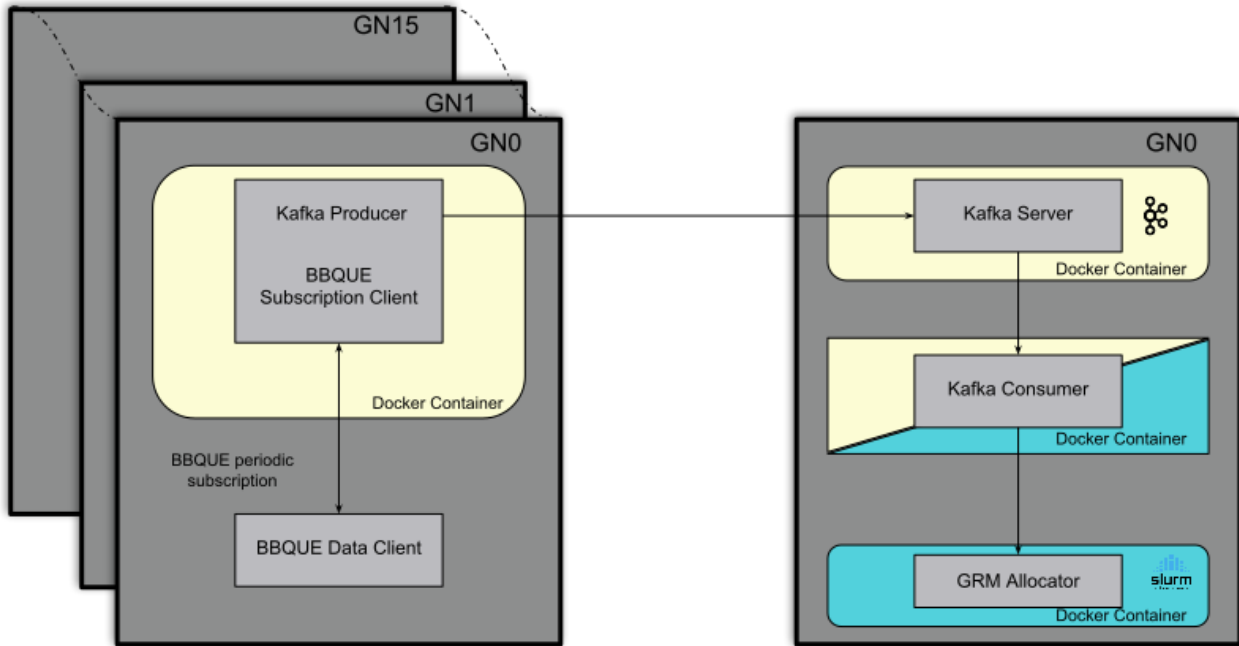 GN15
GN1
GN0
Kafka Producer
BBQUE
Subscription Client
Docker Container
BBQUE periodic
subscription
BBQUE Data Client
GN0
Kafka Server
Docker Container
Kafka Consumer
Docker Container
GRM Allocator
slurm
Docker Container